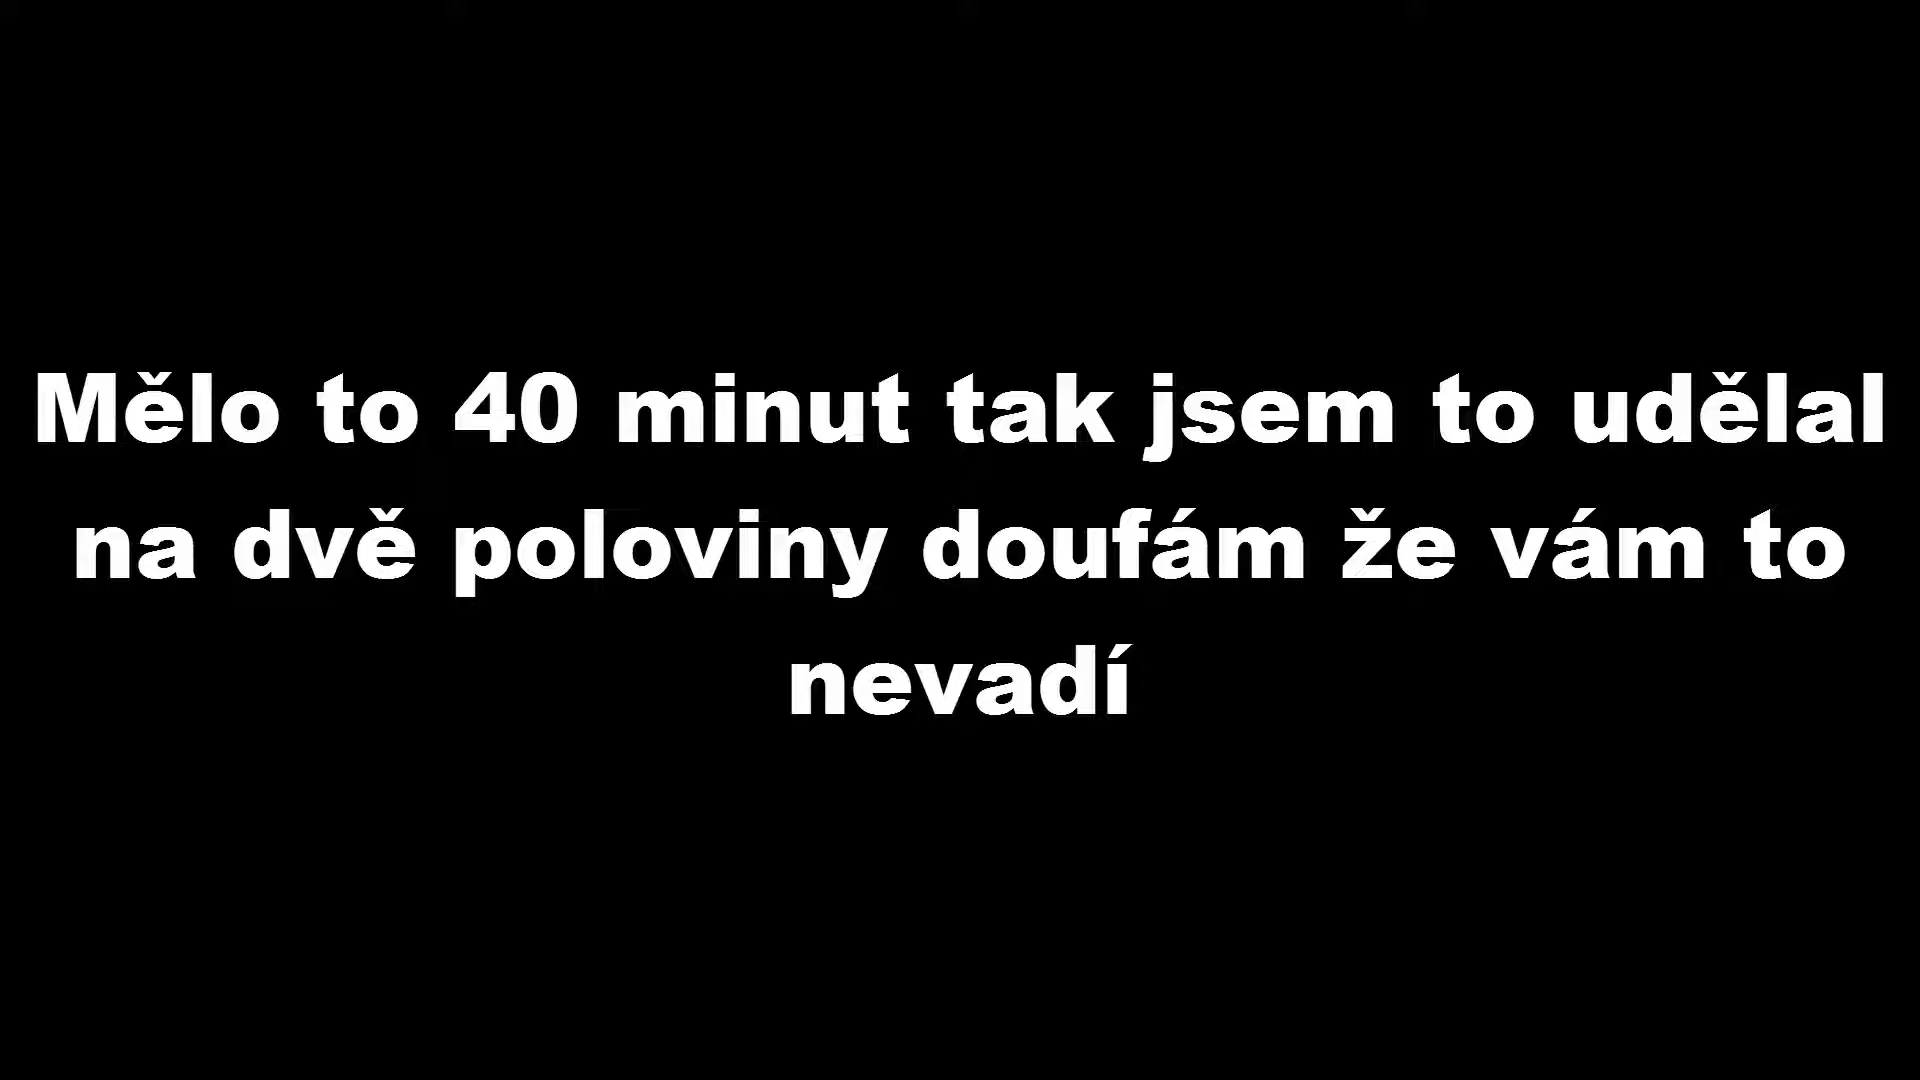 Mělo to 40 minut tak jsem to udělal
na dvě poloviny doufám že vám to
nevadí